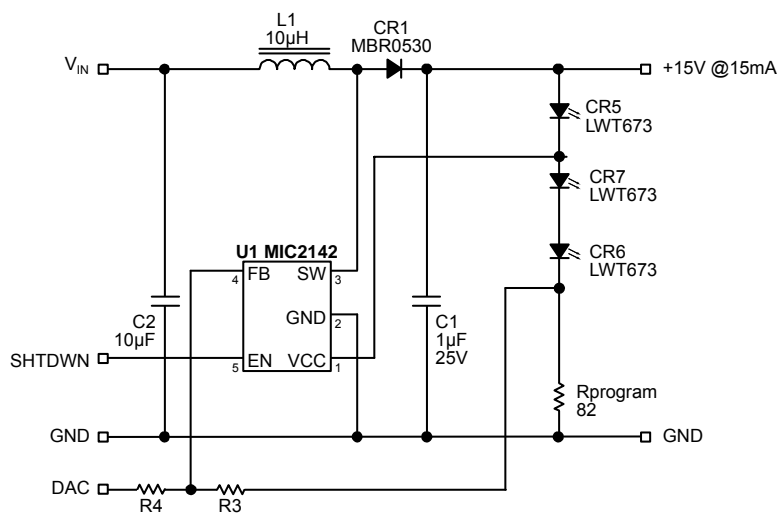 L1
10µH
CR1
MBR0530
VIN
+15V @15mA
CR5
LWT673
CR7
LWT673
U1 MIC2142
CR6
LWT673
FB
SW
4
3
C2
10µF
GND
2
C1
1µF
25V
SHTDWN
EN
VCC
5
1
Rprogram
82
GND
GND
DAC
R4
R3